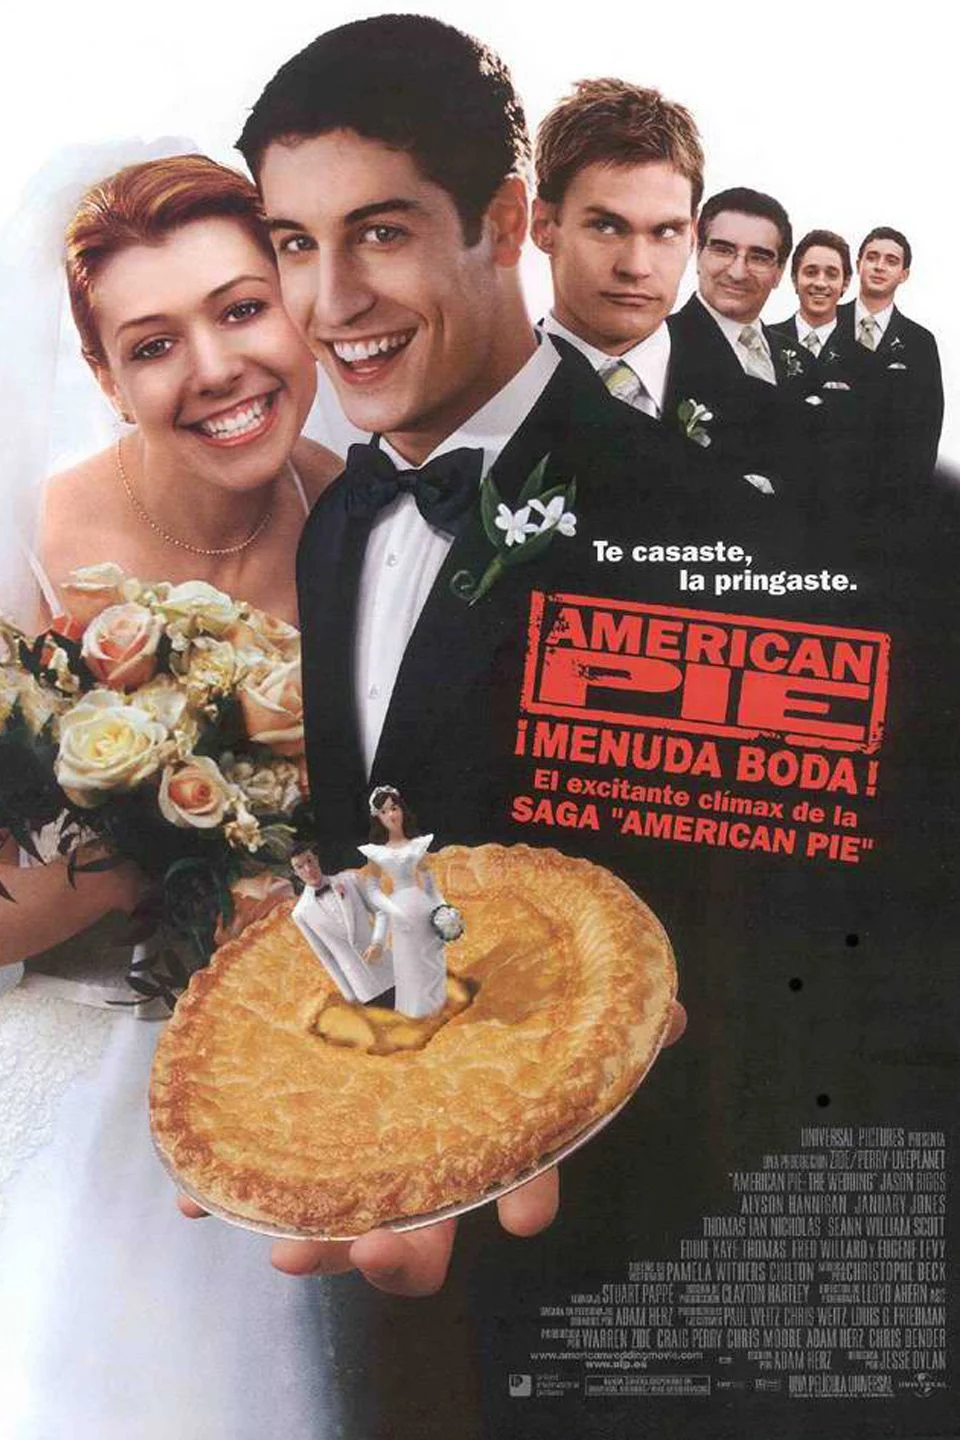 Te casaste,
la pringaste.
AMERICAN
PIE
¡MENUDA BODA!
El excitante clímax de la
SAGA "AMERICAN PIE"
UNIVERSAL PICTURES PRESENTA
UNA PRODUCCION ZIDE/PERRY-LIVEPLANET
"AMERICAN PIE: THE WEDDING" JASON BIGGS
ALYSON HANNIGAN JANUARY JONES
THOMAS IAN NICHOLAS SEANN WILLIAM SCOTT
EDDIE KAYE THOMAS FRED WILLARD Y EUGENE LEVY
PAMELA WITHERS CHILTON CHRISTOPHE BECK
STUART PAPPE CLAYTON HARTLEY LLOYD AHERN
ADAM HERZ PAUL WEITZ CHRIS WEITZ LOUIS G. FRIEDMAN
WARREN ZIDE CRAIG PERRY CHRIS MOORE ADAM HERZ CHRIS BENDER
www.americanweddingmovie.com
www.uip.es
ADAM HERZ JESSE DYLAN
UNA PELÍCULA UNIVERSAL